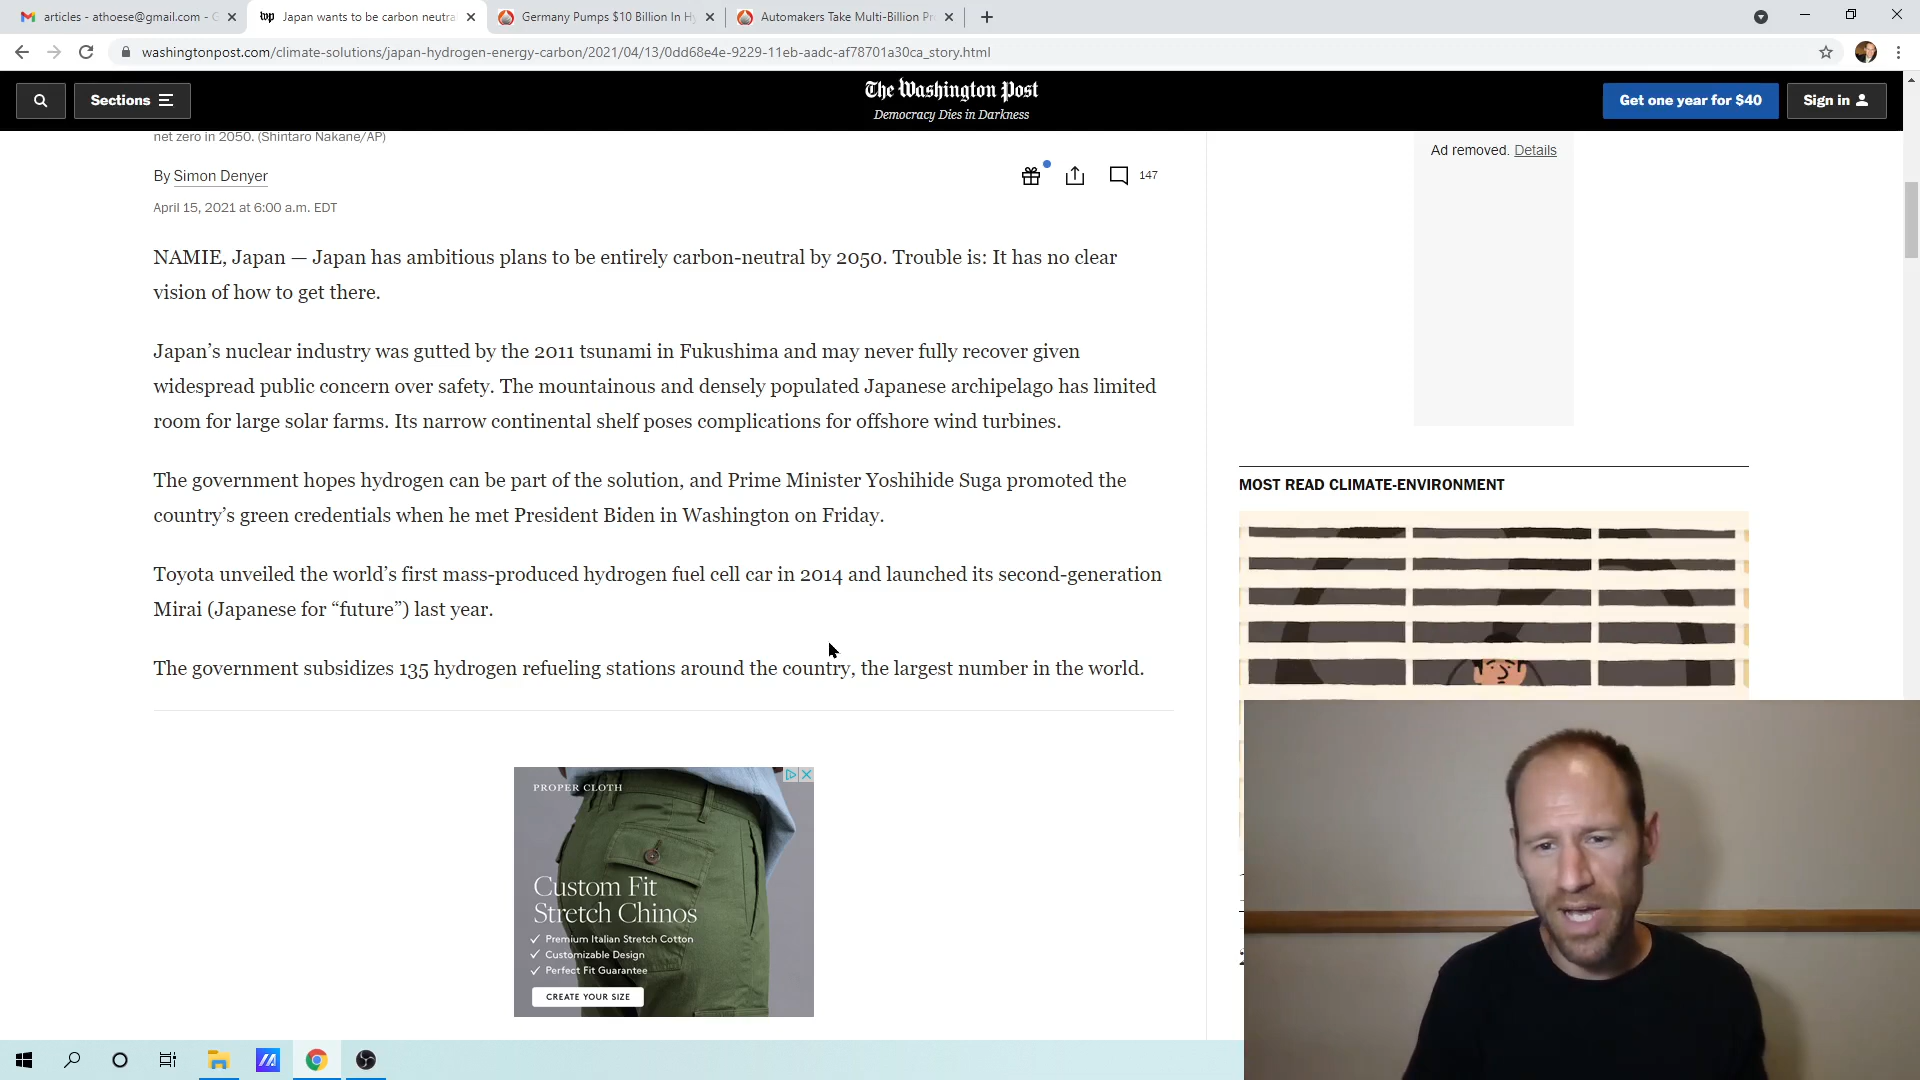 articles - athoese@gmail.com - G
Japan wants to be carbon neutra
Germany Pumps $10 Billion In H
Automakers Take Multi-Billion Pr
washingtonpost.com/climate-solutions/japan-hydrogen-energy-carbon/2021/04/13/0dd68e4e-9229-11eb-aadc-af78701a30ca_story.html
Sections
The Washington Post
Democracy Dies in Darkness
Get one year for $40
Sign in
net zero in 2050. (Shintaro Nakane/AP)
By Simon Denyer
147
April 15, 2021 at 6:00 a.m. EDT
NAMIE, Japan — Japan has ambitious plans to be entirely carbon-neutral by 2050. Trouble is: It has no clear
vision of how to get there.
Japan’s nuclear industry was gutted by the 2011 tsunami in Fukushima and may never fully recover given
widespread public concern over safety. The mountainous and densely populated Japanese archipelago has limited
room for large solar farms. Its narrow continental shelf poses complications for offshore wind turbines.
The government hopes hydrogen can be part of the solution, and Prime Minister Yoshihide Suga promoted the
country’s green credentials when he met President Biden in Washington on Friday.
Toyota unveiled the world’s first mass-produced hydrogen fuel cell car in 2014 and launched its second-generation
Mirai (Japanese for “future”) last year.
The government subsidizes 135 hydrogen refueling stations around the country, the largest number in the world.
PROPER CLOTH
Custom Fit
Stretch Chinos
Premium Italian Stretch Cotton
Customizable Design
Perfect Fit Guarantee
CREATE YOUR SIZE
Ad removed. Details
MOST READ CLIMATE-ENVIRONMENT